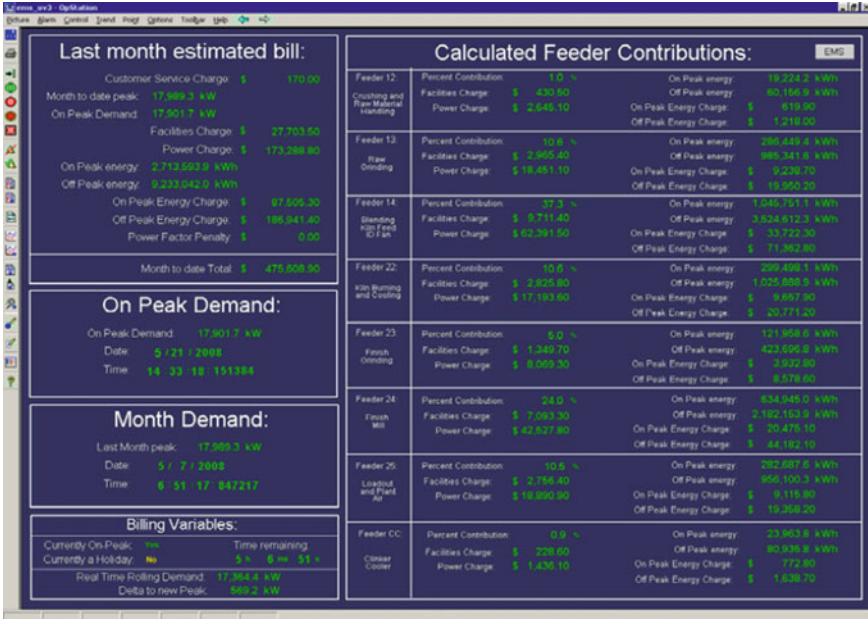 ems_ov3 - OpStation
Picture Alarm Control Trend Point Options Toolbar Help
Last month estimated bill:
Customer Service Charge: $ 170.00
Month to date peak: 17,989.3 kW
On Peak Demand: 17,901.7 kW
Facilities Charge: $ 27,703.50
Power Charge: $ 173,288.80
On Peak energy: 2,713,593.9 kWh
Off Peak energy: 9,233,042.0 kWh
On Peak Energy Charge: $ 87,505.30
Off Peak Energy Charge: $ 186,941.40
Power Factor Penalty: $ 0.00
Month to date Total: $ 475,608.90
On Peak Demand:
On Peak Demand: 17,901.7 kW
Date: 5 / 21 / 2008
Time: 14 : 33 : 18 : 151384
Month Demand:
Last Month peak: 17,989.3 kW
Date: 5 / 7 / 2008
Time: 6 : 51 : 17 : 847217
Billing Variables:
Currently On-Peak: Yes Time remaining
Currently a Holiday: No 5 h 6 m 51 s
Real Time Rolling Demand: 17,364.4 kW
Delta to new Peak: 569.2 kW
Calculated Feeder Contributions:
EMS
Feeder 12: Percent Contribution: 1.0 % On Peak energy: 19,224.2 kWh
Crushing and Raw Material Handling Facilities Charge: $ 430.50 Off Peak energy: 60,156.9 kWh
Power Charge: $ 2,645.10 On Peak Energy Charge: $ 619.90
Off Peak Energy Charge: $ 1,218.00
Feeder 13: Percent Contribution: 10.6 % On Peak energy: 286,449.4 kWh
Raw Grinding Facilities Charge: $ 2,965.40 Off Peak energy: 985,341.6 kWh
Power Charge: $ 18,451.10 On Peak Energy Charge: $ 9,238.70
Off Peak Energy Charge: $ 19,950.20
Feeder 14: Percent Contribution: 37.3 % On Peak energy: 1,045,751.1 kWh
Blending Kiln Feed ID Fan Facilities Charge: $ 9,711.40 Off Peak energy: 3,524,612.3 kWh
Power Charge: $ 62,391.50 On Peak Energy Charge $ 33,722.30
Off Peak Energy Charge: $ 71,362.80
Feeder 22: Percent Contribution: 10.6 % On Peak energy: 299,498.1 kWh
Kiln Burning and Cooling Facilities Charge: $ 2,825.80 Off Peak energy: 1,025,888.9 kWh
Power Charge: $ 17,193.60 On Peak Energy Charge: $ 9,657.90
Off Peak Energy Charge: $ 20,771.20
Feeder 23: Percent Contribution: 5.0 % On Peak energy: 121,958.6 kWh
Finish Grinding Facilities Charge: $ 1,349.70 Off Peak energy: 423,696.8 kWh
Power Charge: $ 8,069.30 On Peak Energy Charge: $ 3,932.80
Off Peak Energy Charge: $ 8,578.60
Feeder 24: Percent Contribution: 24.0 % On Peak energy: 634,945.0 kWh
Finish Mill Facilities Charge: $ 7,093.30 Off Peak energy: 2,182,153.9 kWh
Power Charge: $ 42,527.80 On Peak Energy Charge: $ 20,475.10
Off Peak Energy Charge: $ 44,182.10
Feeder 25: Percent Contribution: 10.5 % On Peak energy: 282,687.6 kWh
Loadout and Plant Air Facilities Charge: $ 2,756.40 Off Peak energy: 956,100.3 kWh
Power Charge: $ 18,890.90 On Peak Energy Charge: $ 9,115.80
Off Peak Energy Charge: $ 19,358.20
Feeder CC: Percent Contribution: 0.9 % On Peak energy: 23,963.8 kWh
Clinker Cooler Facilities Charge: $ 228.60 Off Peak energy: 80,936.8 kWh
Power Charge: $ 1,436.10 On Peak Energy Charge: $ 772.80
Off Peak Energy Charge: $ 1,638.70